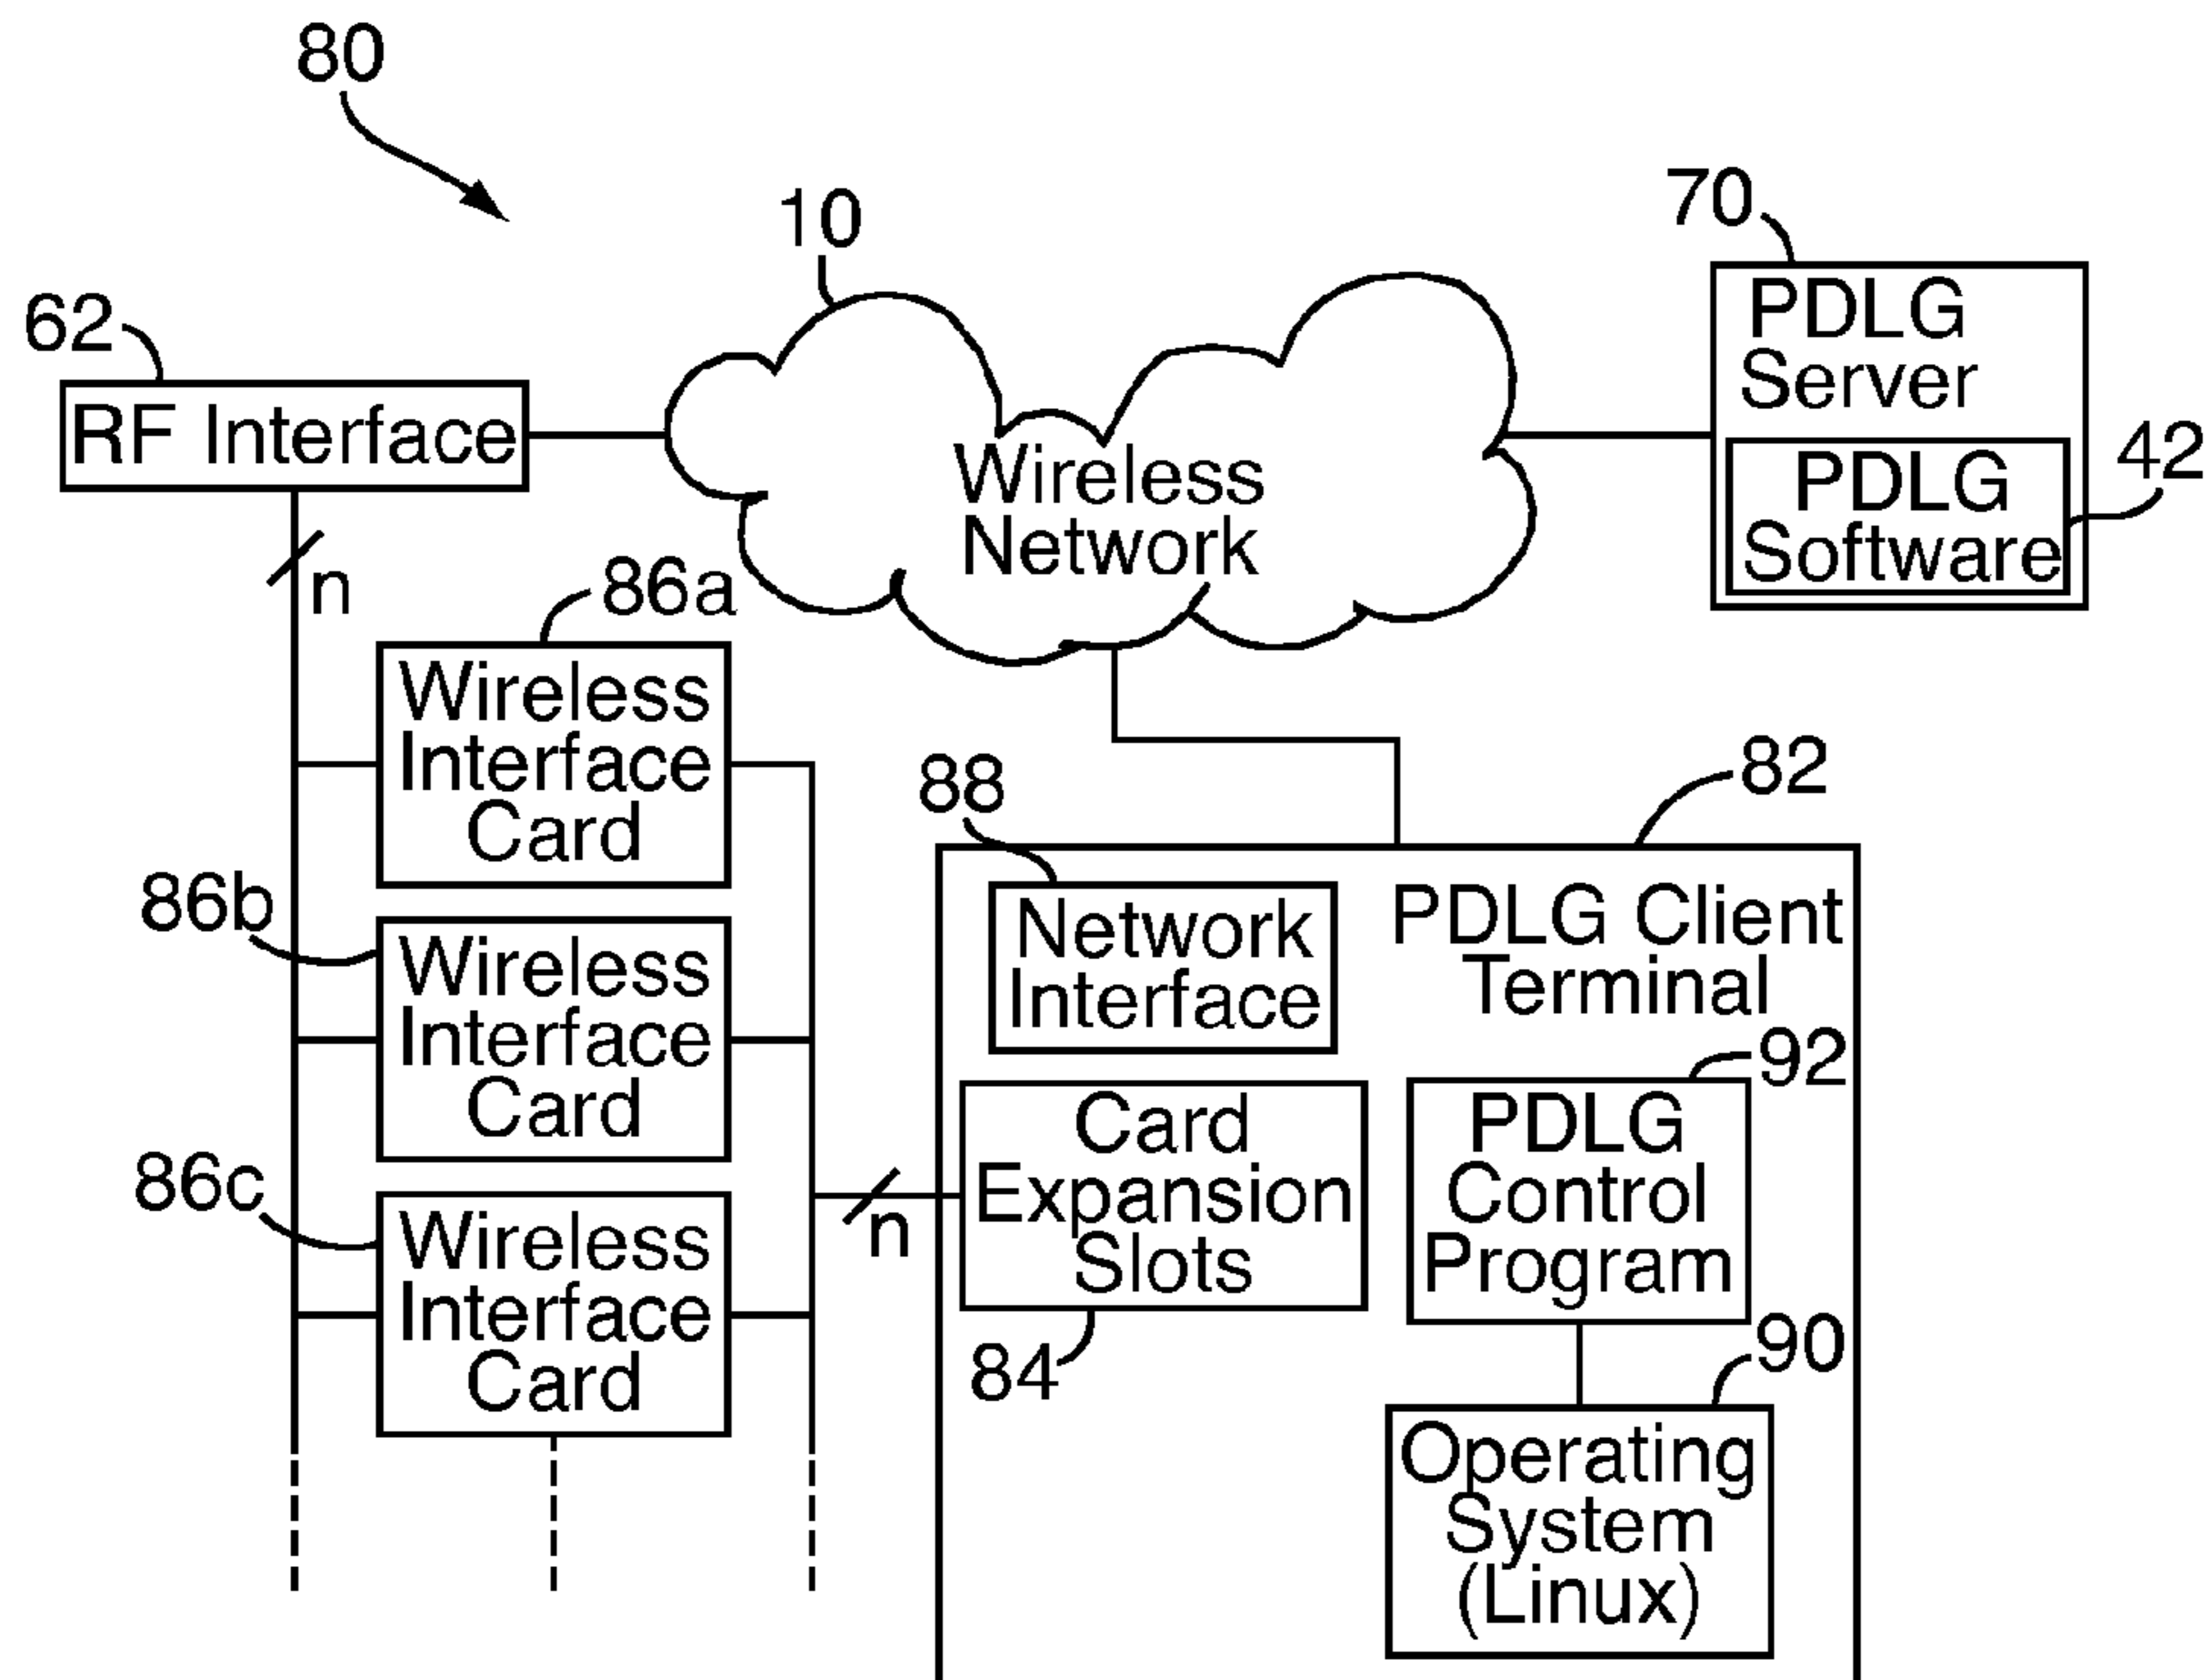 80
10
70
62
PDLG
Server
RF Interface
Wireless
Network
PDLG
Software
42
n
86a
Wireless
Interface
Card
86b
Wireless
Interface
Card
86c
Wireless
Interface
Card
n
88
82
Network
Interface
PDLG Client
Terminal
92
Card
Expansion
Slots
84
PDLG
Control
Program
90
Operating
System
(Linux)